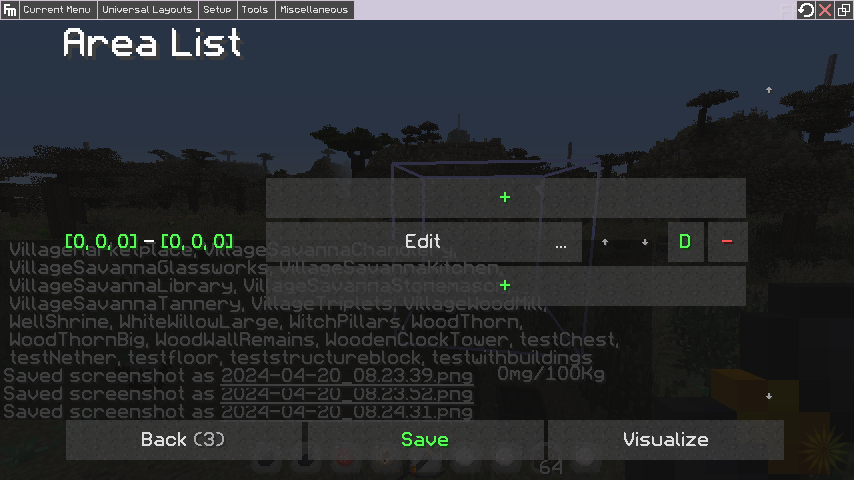 Fm Current Menu Universal Layouts Setup Tools Miscellaneous
Area List
+
[0, 0, 0] - [0, 0, 0] Edit ... D -
VillageMarketplace, VillageSavannaChandlery,
VillageSavannaGlassworks, VillageSavannaKitchen,
VillageSavannaLibrary, VillageSavannaStonemason,
+
VillageSavannaTannery, VillageTriplets, VillageWoodMill,
WellShrine, WhiteWillowLarge, WitchPillars, WoodThorn,
WoodThornBig, WoodWallRemains, WoodenClockTower, testChest,
testNether, testfloor, teststructureblock, testwithbuildings
Saved screenshot as 2024-04-20_08.23.39.png 0mg/100Kg
Saved screenshot as 2024-04-20_08.23.52.png
Saved screenshot as 2024-04-20_08.24.31.png
Back (3) Save Visualize
64